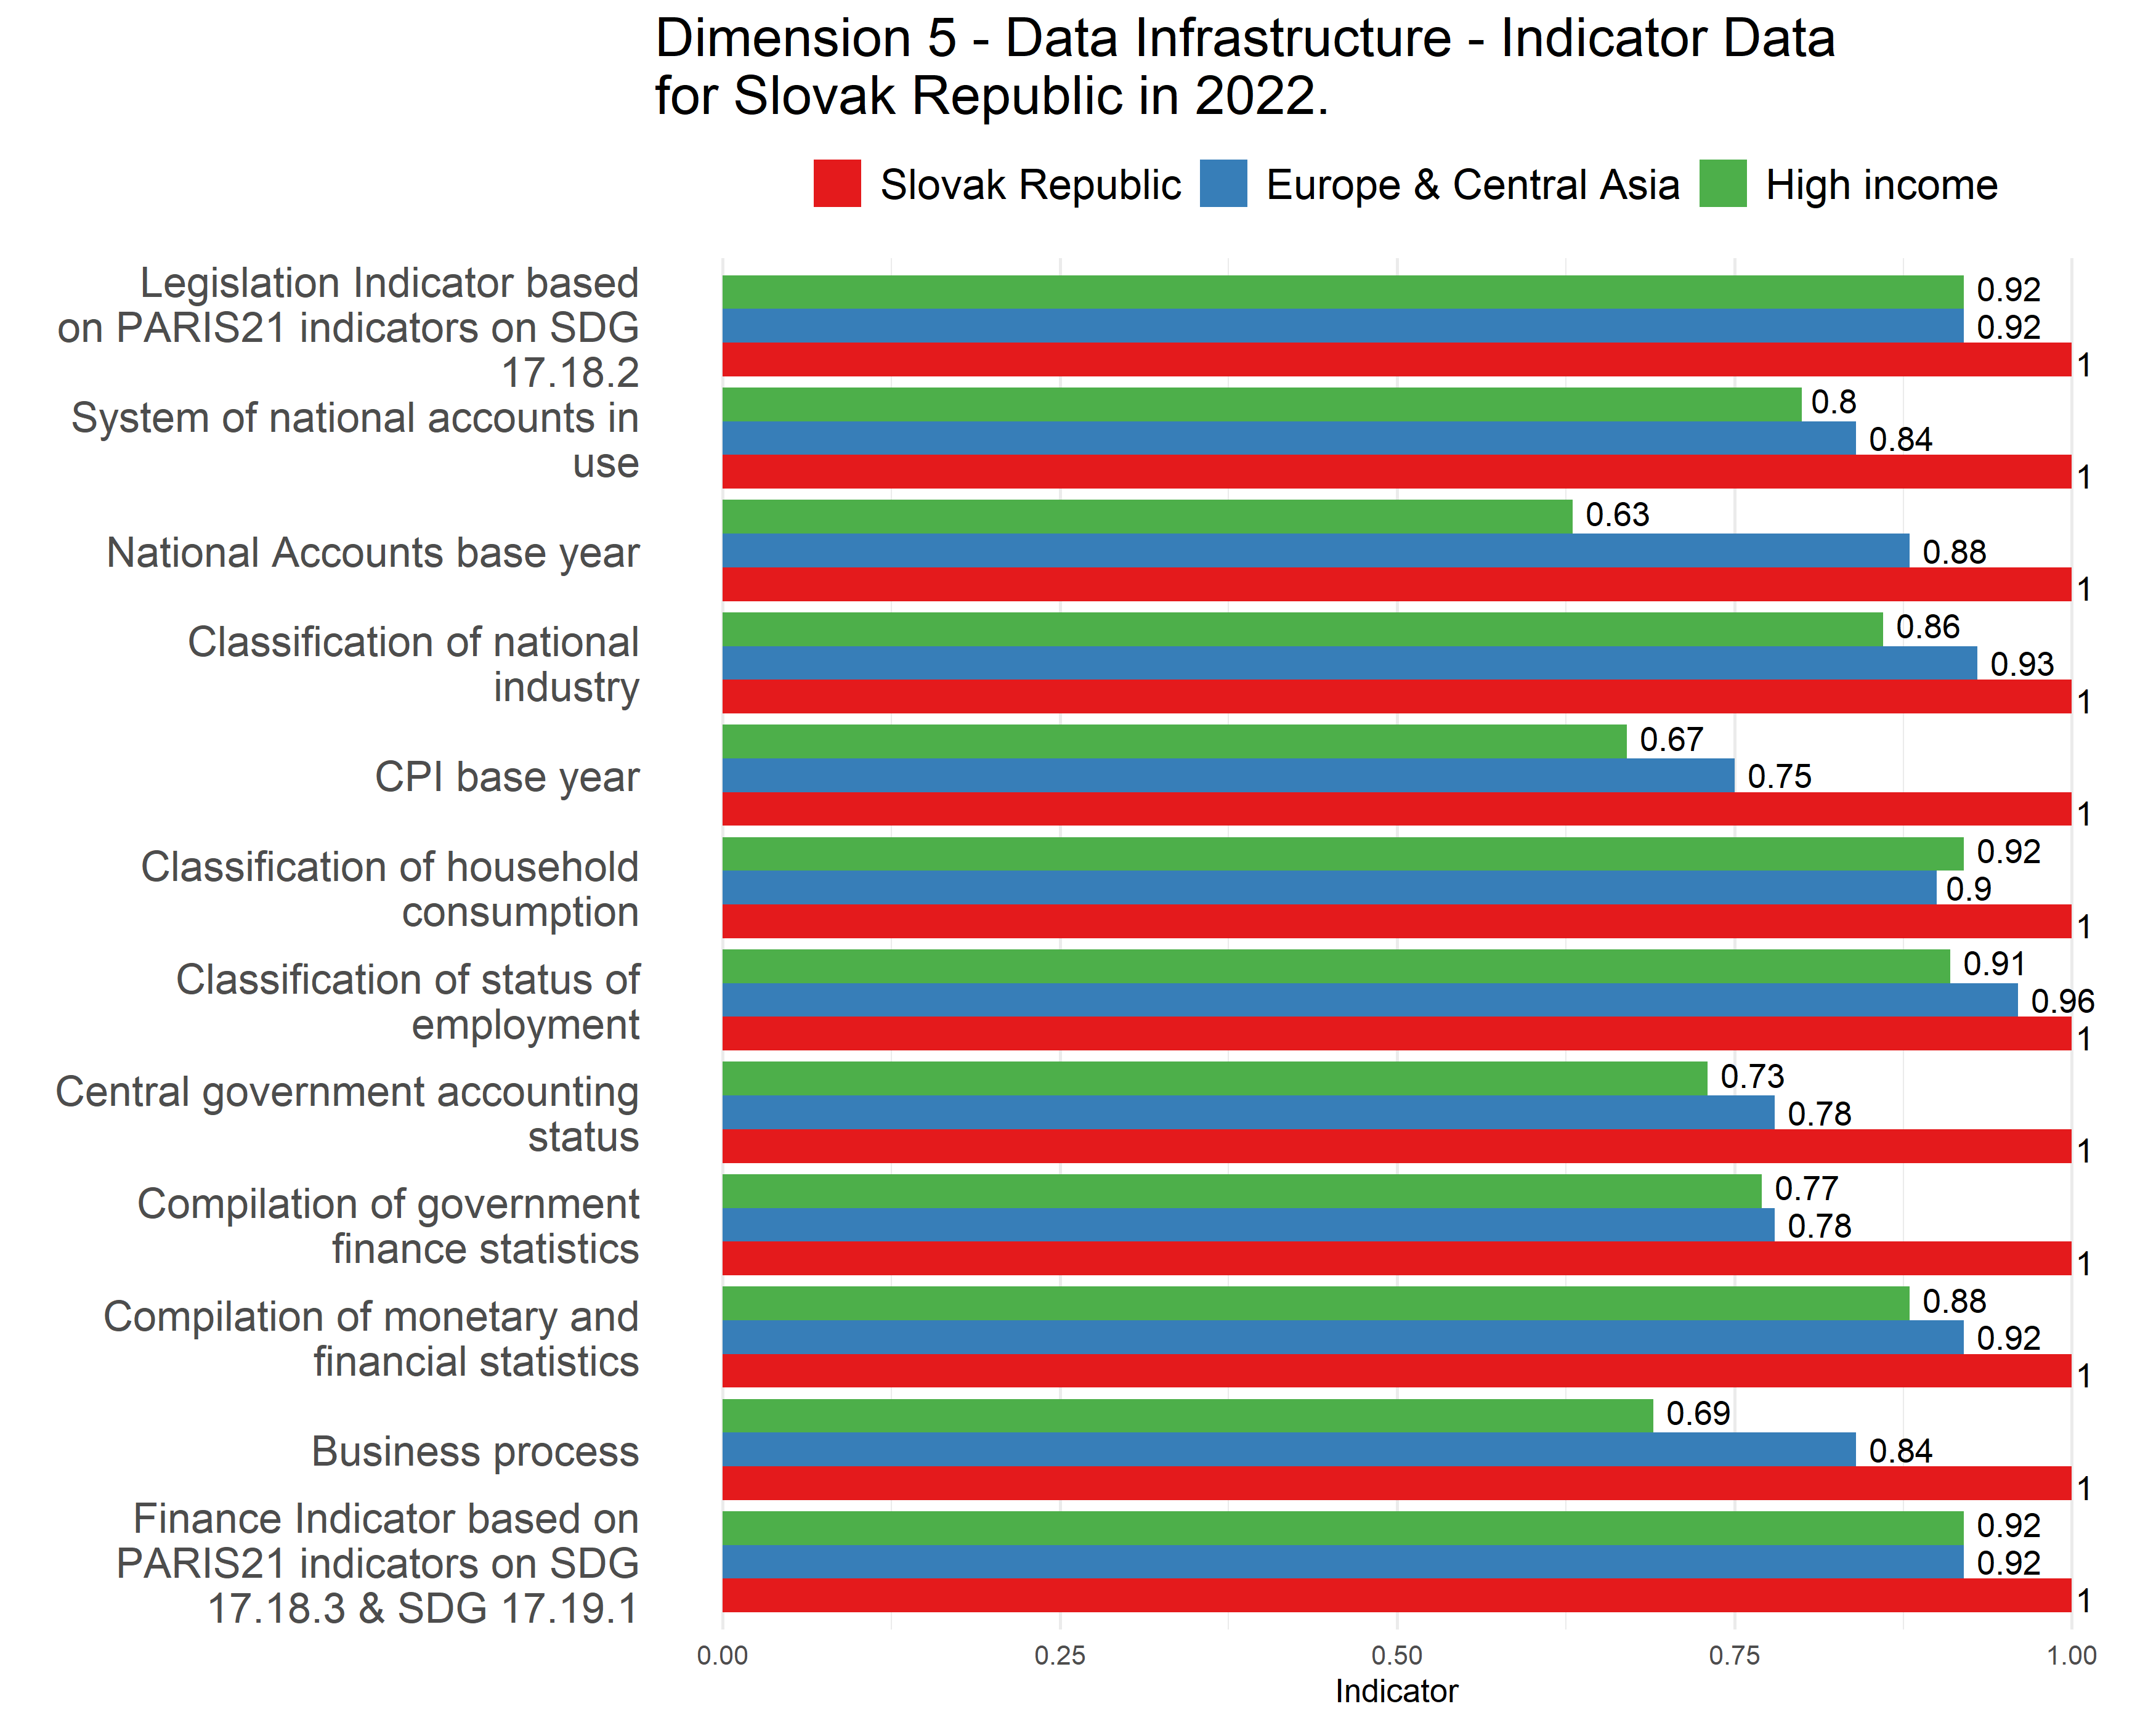 Dimension 5 - Data Infrastructure - Indicator Data
for Slovak Republic in 2022.
Slovak Republic Europe & Central Asia High income
Legislation Indicator based
on PARIS21 indicators on SDG
17.18.2
0.92
0.92
1
System of national accounts in
use
0.8
0.84
1
National Accounts base year
0.63
0.88
1
Classification of national
industry
0.86
0.93
1
CPI base year
0.67
0.75
1
Classification of household
consumption
0.92
0.9
1
Classification of status of
employment
0.91
0.96
1
Central government accounting
status
0.73
0.78
1
Compilation of government
finance statistics
0.77
0.78
1
Compilation of monetary and
financial statistics
0.88
0.92
1
Business process
0.69
0.84
1
Finance Indicator based on
PARIS21 indicators on SDG
17.18.3 & SDG 17.19.1
0.92
0.92
1
0.00 0.25 0.50 0.75 1.00
Indicator